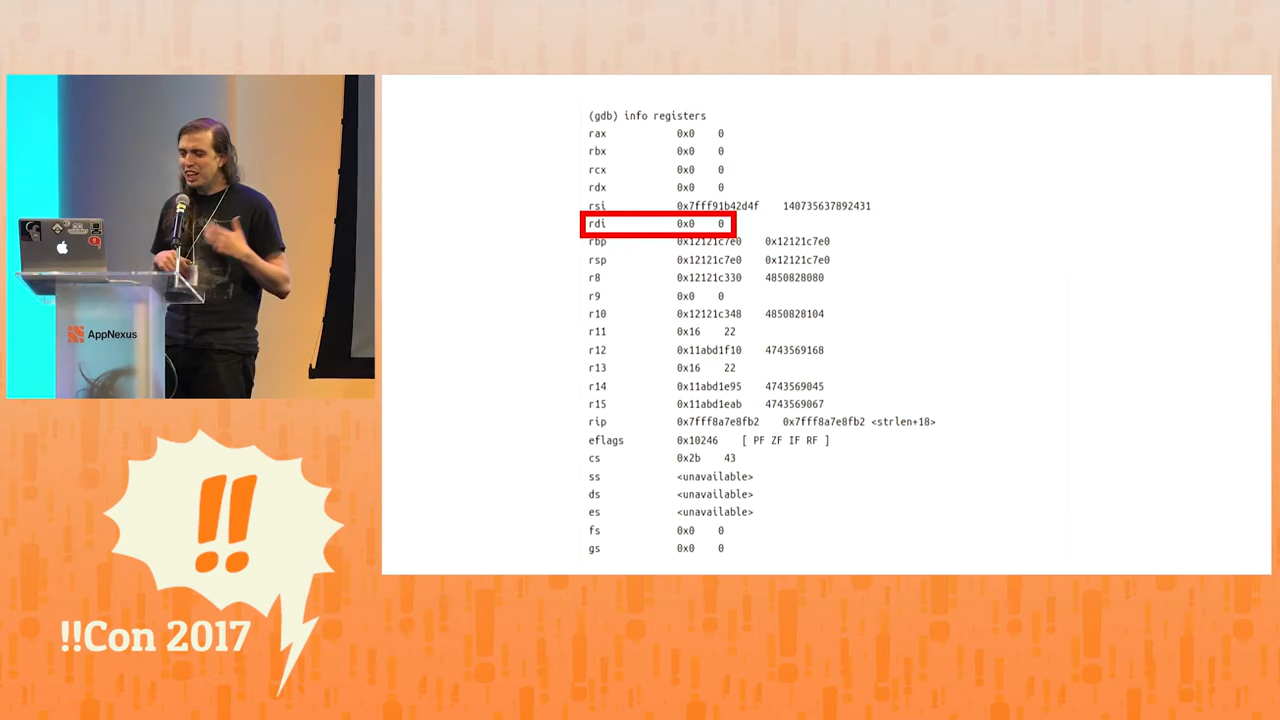 (gdb) info registers
rax 0x0 0
rbx 0x0 0
rcx 0x0 0
rdx 0x0 0
rsi 0x7fff91b42d4f 140735637892431
rdi 0x0 0
rbp 0x12121c7e0 0x12121c7e0
rsp 0x12121c7e0 0x12121c7e0
r8 0x12121c330 4850828080
r9 0x0 0
r10 0x12121c348 4850828104
r11 0x16 22
r12 0x11abd1f10 4743569168
r13 0x16 22
r14 0x11abd1e95 4743569045
r15 0x11abd1eab 4743569067
rip 0x7fff8a7e8fb2 0x7fff8a7e8fb2 <strlen+18>
eflags 0x10246 [ PF ZF IF RF ]
cs 0x2b 43
ss <unavailable>
ds <unavailable>
es <unavailable>
fs 0x0 0
gs 0x0 0
AppNexus
!!
!!Con 2017